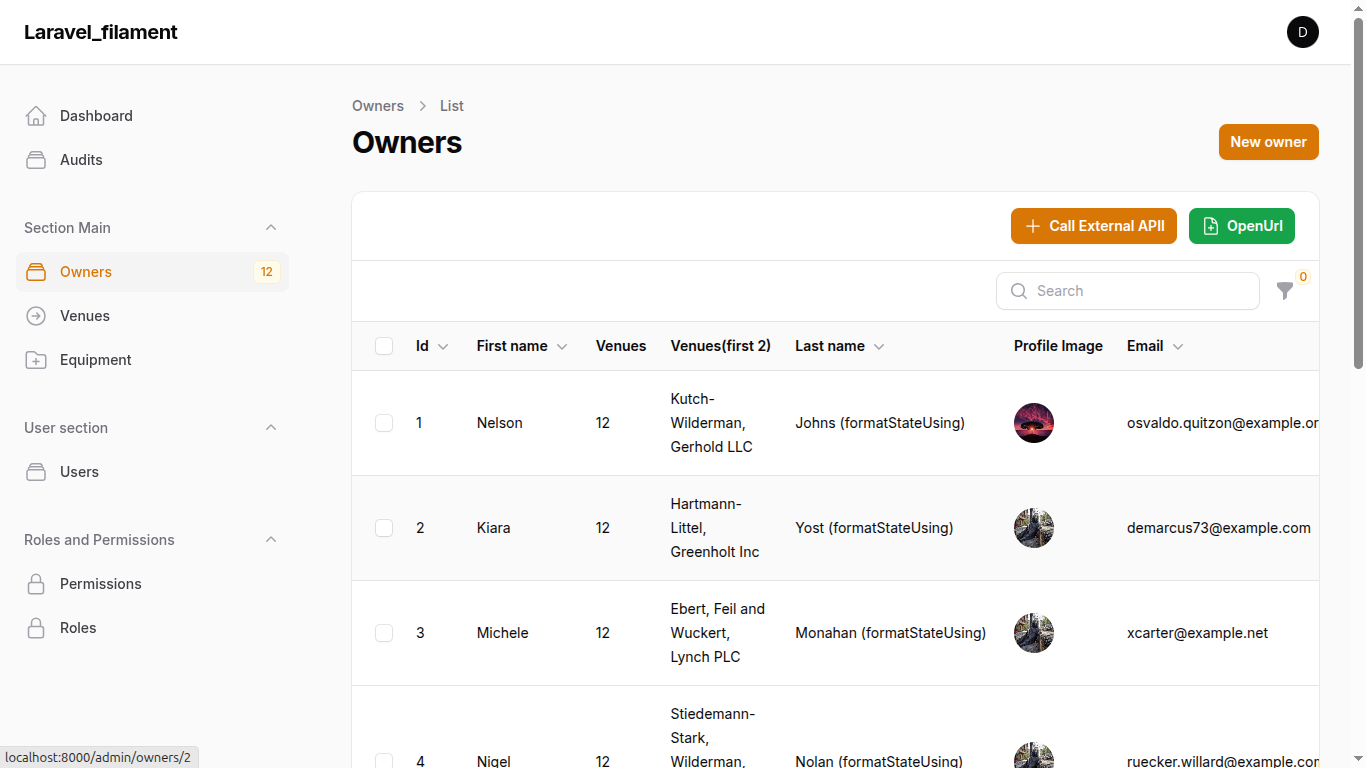 Laravel_filament
D
Dashboard
Audits
Section Main
Owners 12
Venues
Equipment
User section
Users
Roles and Permissions
Permissions
Roles
Owners > List
Owners
New owner
Call External APII
OpenUrl
Search
0
Id First name Venues Venues(first 2) Last name Profile Image Email
1 Nelson 12
Kutch-
Wilderman,
Gerhold LLC
Johns (formatStateUsing) osvaldo.quitzon@example.or
2 Kiara 12
Hartmann-
Littel,
Greenholt Inc
Yost (formatStateUsing) demarcus73@example.com
3 Michele 12
Ebert, Feil and
Wuckert,
Lynch PLC
Monahan (formatStateUsing) xcarter@example.net
4 Nigel 12
Stiedemann-
Stark,
Wilderman,
Nolan (formatStateUsing) ruecker.willard@example.com
localhost:8000/admin/owners/2